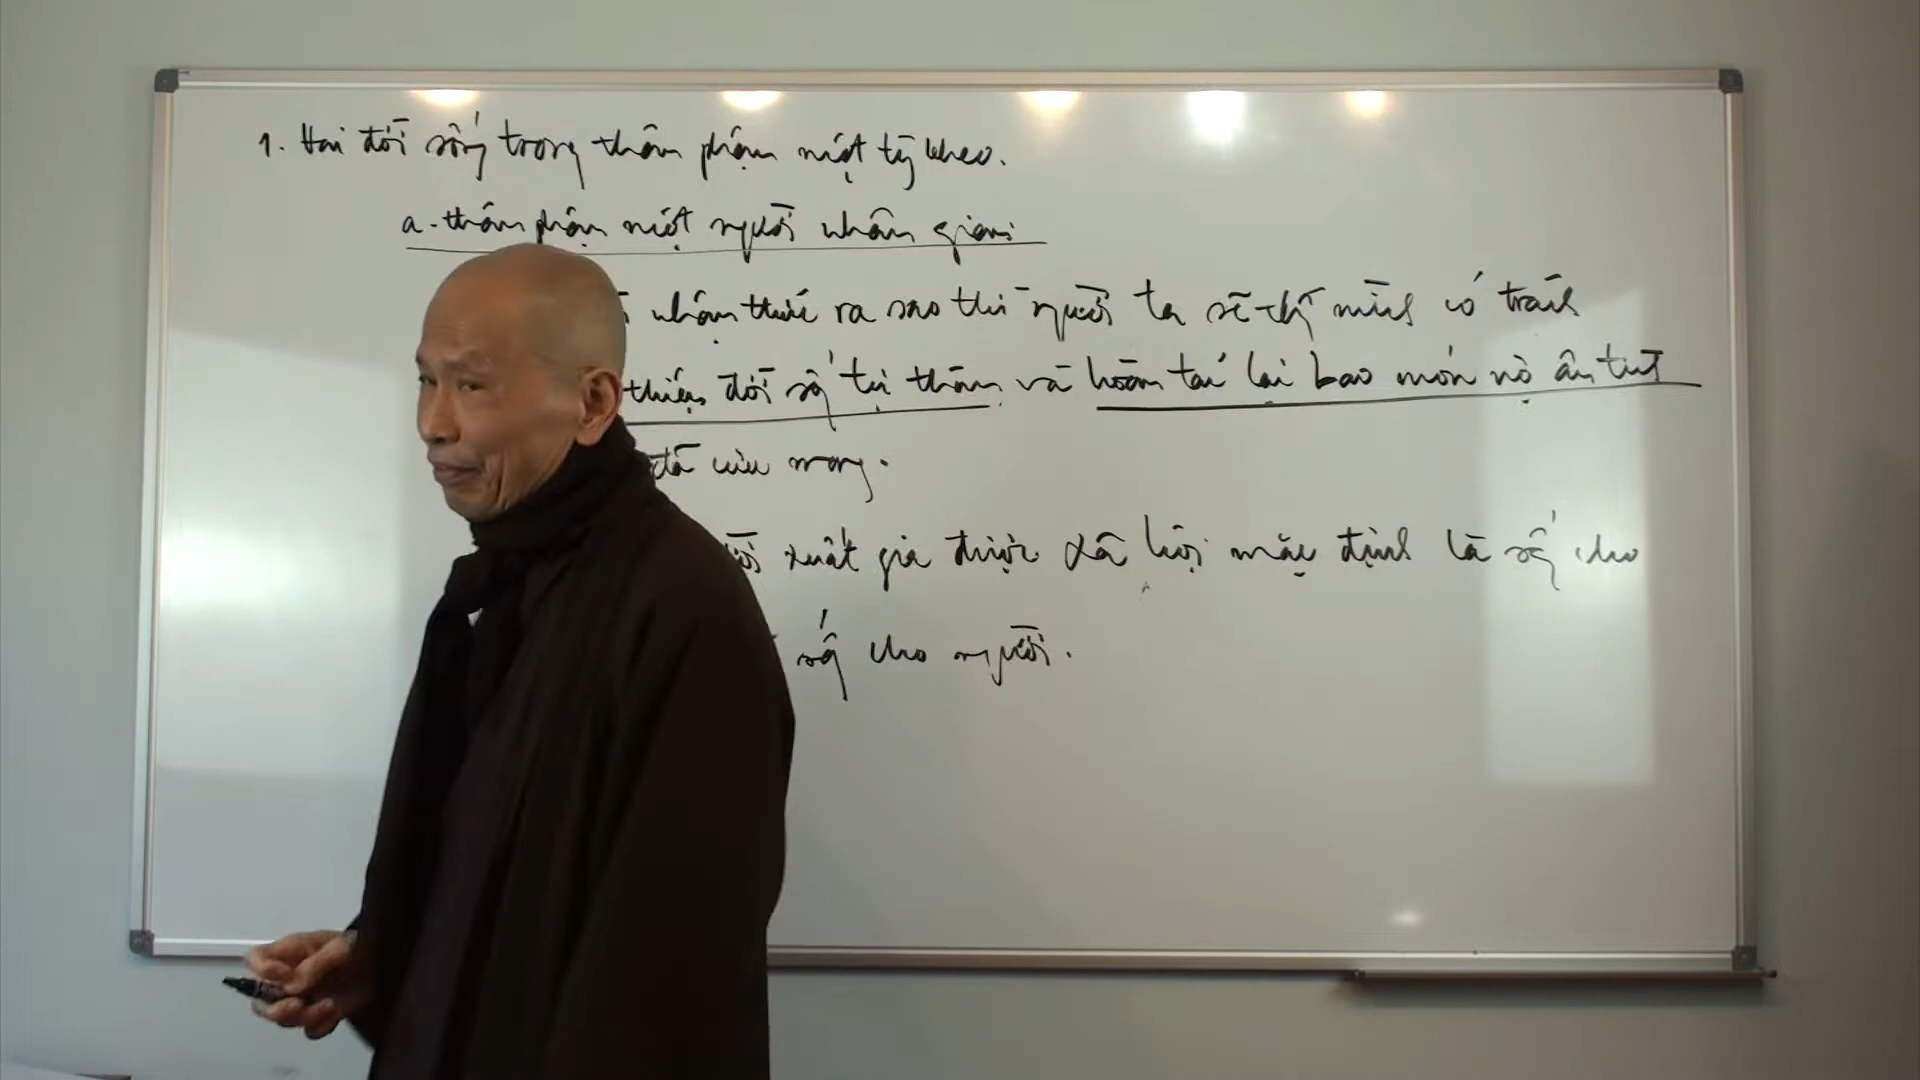 1. Hai đời sống trong thân phận một tỳ kheo.
a. thân phận một người nhân gian
nhận thức ra sao thì người ta sẽ thấy mình có trách
thiện đời sống tự thân và hoàn tất lại bao món nợ ân tình
đã cưu mang.
xuất gia được xã hội mặc định là sống cho
sống cho người.